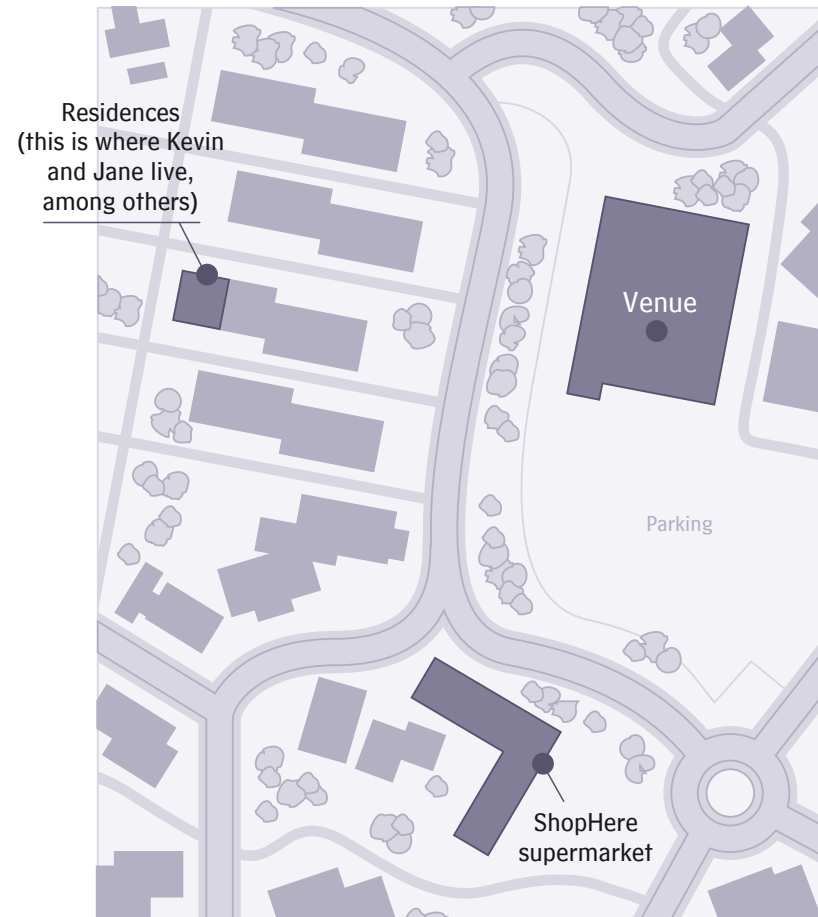 Residences
(this is where Kevin
and Jane live,
among others)
Venue
Parking
ShopHere
supermarket